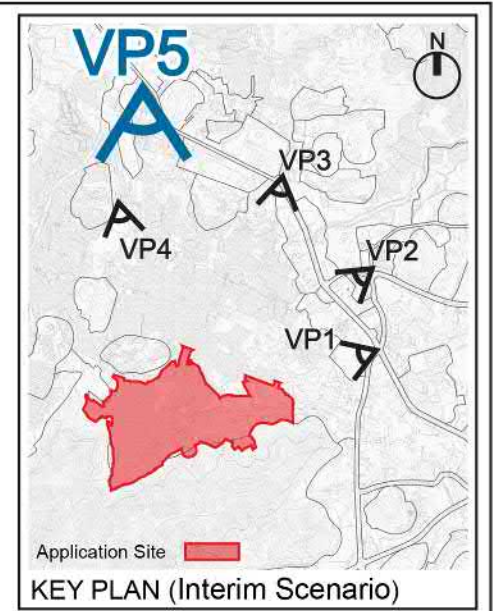 VP5
N
VP3
VP4
VP2
VP1
Application Site
KEY PLAN (Interim Scenario)